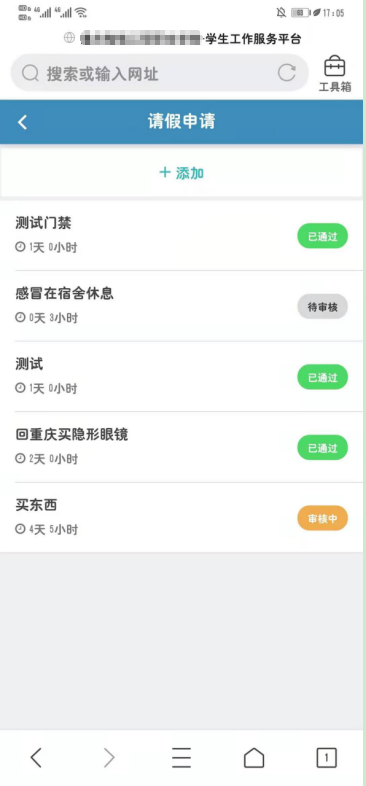 17:05
·学生工作服务平台
搜索或输入网址
工具箱
请假申请
+ 添加
测试门禁
已通过
1天 0小时
感冒在宿舍休息
待审核
0天 3小时
测试
已通过
1天 0小时
回重庆买隐形眼镜
已通过
2天 0小时
买东西
审核中
4天 5小时
1